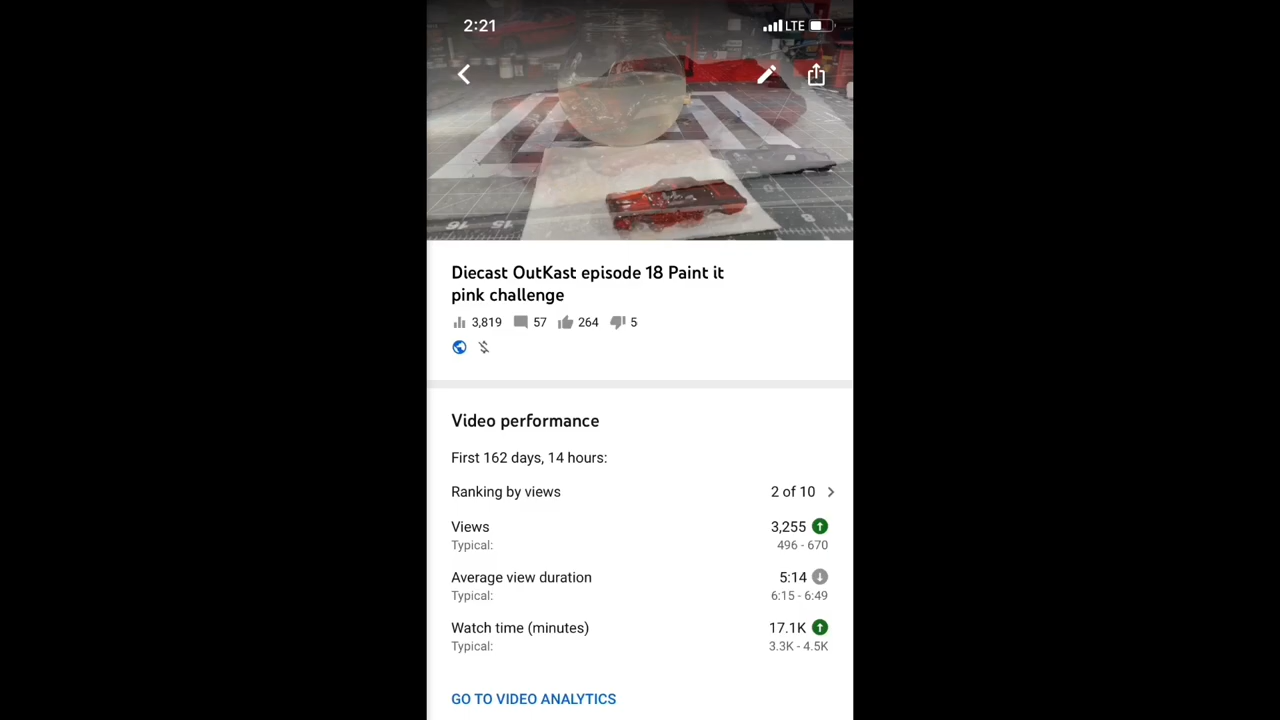 2:21 LTE
Diecast OutKast episode 18 Paint it
pink challenge
3,819 57 264 5
Video performance
First 162 days, 14 hours:
Ranking by views 2 of 10
Views 3,255
Typical: 496 - 670
Average view duration 5:14
Typical: 6:15 - 6:49
Watch time (minutes) 17.1K
Typical: 3.3K - 4.5K
GO TO VIDEO ANALYTICS